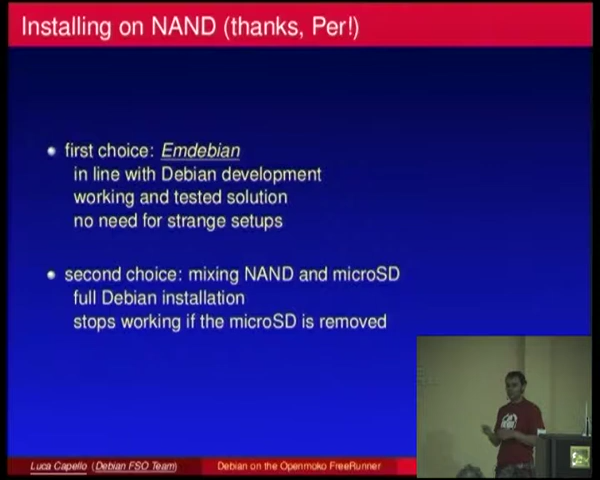 Installing on NAND (thanks, Per!)
first choice: Emdebian
in line with Debian development
working and tested solution
no need for strange setups
second choice: mixing NAND and microSD
full Debian installation
stops working if the microSD is removed
Luca Capello (Debian FSO Team) Debian on the Openmoko FreeRunner